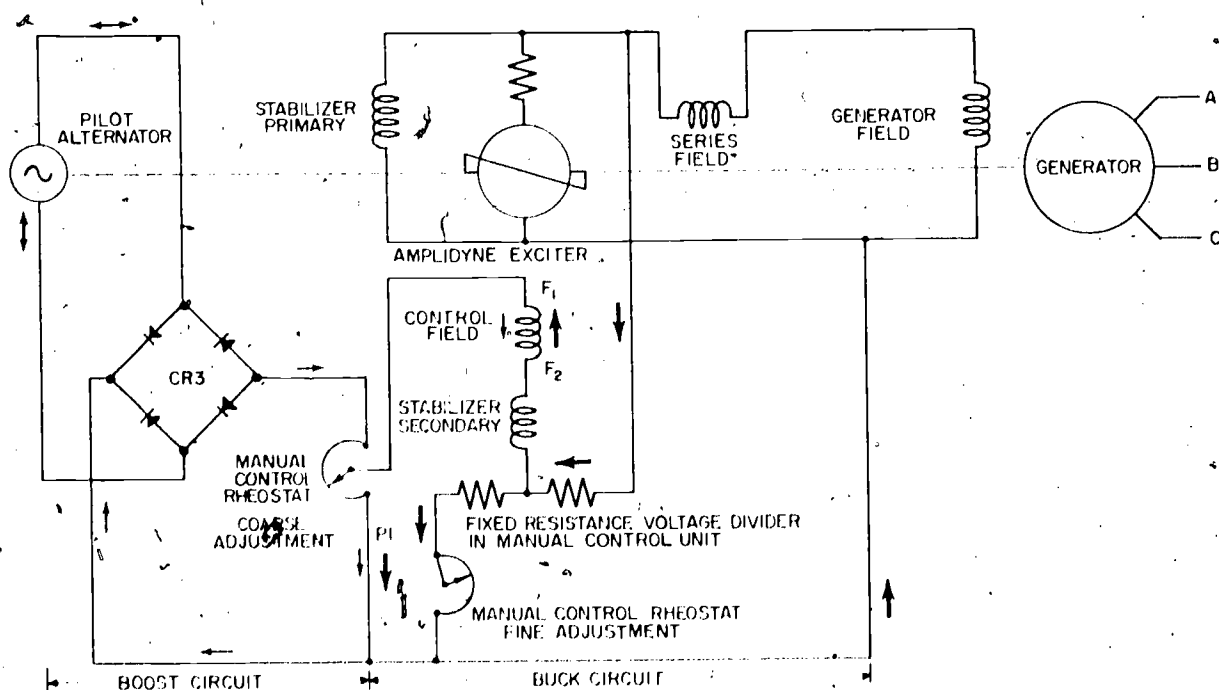 PILOT
ALTERNATOR
STABILIZER
PRIMARY
SERIES
FIELD
GENERATOR
FIELD
GENERATOR
A
B
C
AMPLIDYNE EXCITER
F1
CONTROL
FIELD
F2
CR3
STABILIZER
SECONDARY
MANUAL
CONTROL
RHEOSTAT
COARSE
ADJUSTMENT
P1
FIXED RESISTANCE VOLTAGE DIVIDER
IN MANUAL CONTROL UNIT
MANUAL CONTROL RHEOSTAT
FINE ADJUSTMENT
BOOST CIRCUIT
BUCK CIRCUIT